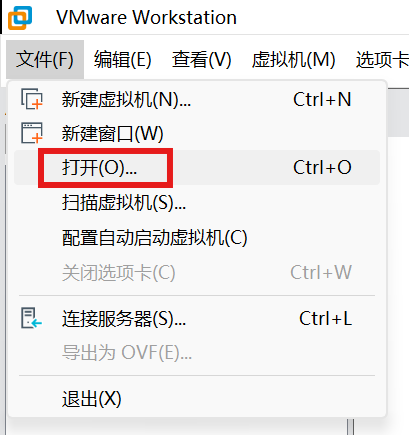 VMware Workstation
文件(F) 编辑(E) 查看(V) 虚拟机(M) 选项卡
新建虚拟机(N)... Ctrl+N
新建窗口(W)
打开(O)... Ctrl+O
扫描虚拟机(S)...
配置自动启动虚拟机(C)
关闭选项卡(C) Ctrl+W
连接服务器(S)... Ctrl+L
导出为 OVF(E)...
退出(X)